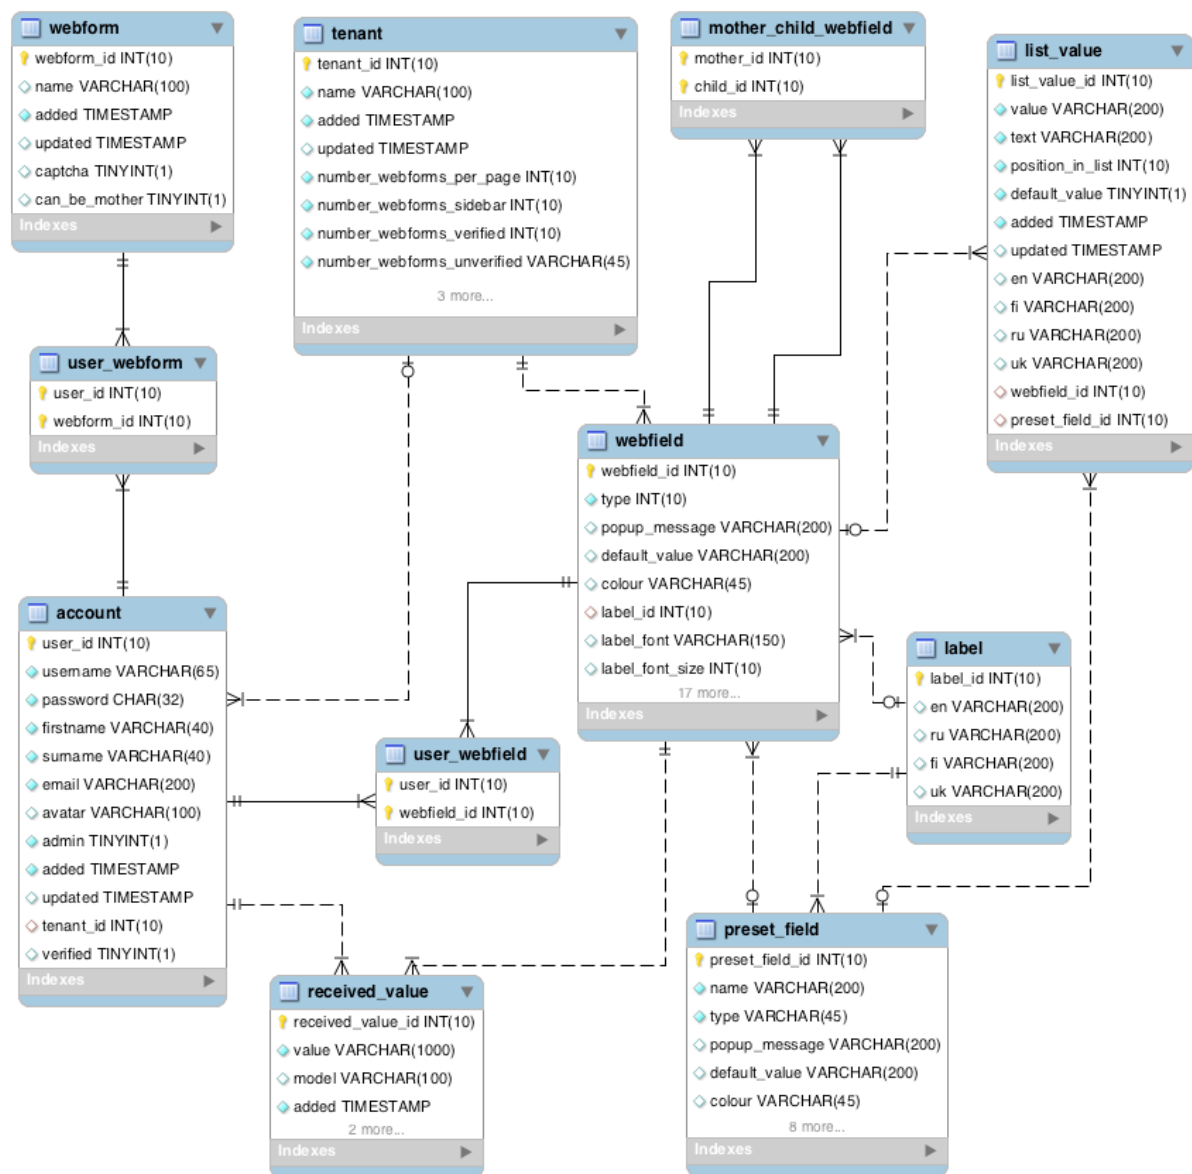 webform
webform_id INT(10)
name VARCHAR(100)
added TIMESTAMP
updated TIMESTAMP
captcha TINYINT(1)
can_be_mother TINYINT(1)
Indexes
tenant
tenant_id INT(10)
name VARCHAR(100)
added TIMESTAMP
updated TIMESTAMP
number_webforms_per_page INT(10)
number_webforms_sidebar INT(10)
number_webforms_verified INT(10)
number_webforms_unverified VARCHAR(45)
3 more...
Indexes
mother_child_webfield
mother_id INT(10)
child_id INT(10)
Indexes
list_value
list_value_id INT(10)
value VARCHAR(200)
text VARCHAR(200)
position_in_list INT(10)
default_value TINYINT(1)
added TIMESTAMP
updated TIMESTAMP
en VARCHAR(200)
fi VARCHAR(200)
ru VARCHAR(200)
uk VARCHAR(200)
webfield_id INT(10)
preset_field_id INT(10)
Indexes
user_webform
user_id INT(10)
webform_id INT(10)
Indexes
webfield
webfield_id INT(10)
type INT(10)
popup_message VARCHAR(200)
default_value VARCHAR(200)
colour VARCHAR(45)
label_id INT(10)
label_font VARCHAR(150)
label_font_size INT(10)
17 more...
Indexes
account
user_id INT(10)
username VARCHAR(65)
password CHAR(32)
firstname VARCHAR(40)
surname VARCHAR(40)
email VARCHAR(200)
avatar VARCHAR(100)
admin TINYINT(1)
added TIMESTAMP
updated TIMESTAMP
tenant_id INT(10)
verified TINYINT(1)
Indexes
label
label_id INT(10)
en VARCHAR(200)
ru VARCHAR(200)
fi VARCHAR(200)
uk VARCHAR(200)
Indexes
user_webfield
user_id INT(10)
webfield_id INT(10)
Indexes
received_value
received_value_id INT(10)
value VARCHAR(1000)
model VARCHAR(100)
added TIMESTAMP
2 more...
Indexes
preset_field
preset_field_id INT(10)
name VARCHAR(200)
type VARCHAR(45)
popup_message VARCHAR(200)
default_value VARCHAR(200)
colour VARCHAR(45)
8 more...
Indexes